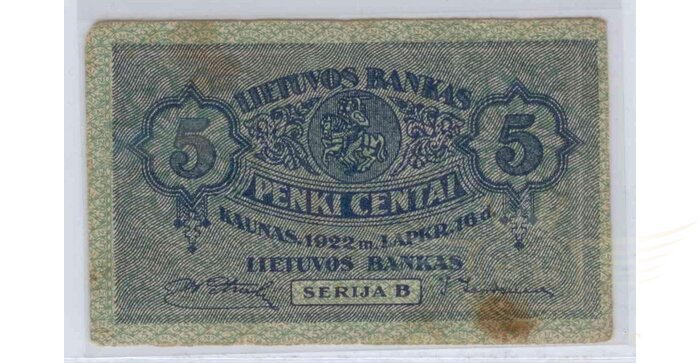 LIETUVOS BANKAS
5 5
PENKI CENTAI
KAUNAS, 1922 m. LAPKR. 16 d
LIETUVOS BANKAS
SERIJA B